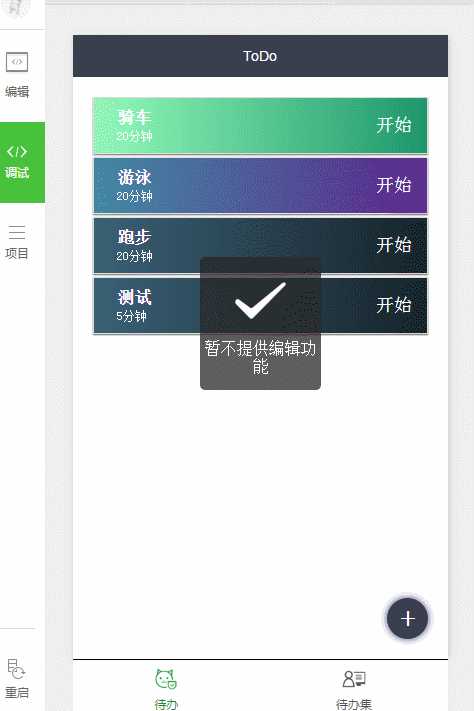 ToDo
编辑
调试
项目
重启
骑车
20分钟
开始
游泳
20分钟
开始
跑步
20分钟
开始
测试
5分钟
开始
暂不提供编辑功
能
待办
待办集